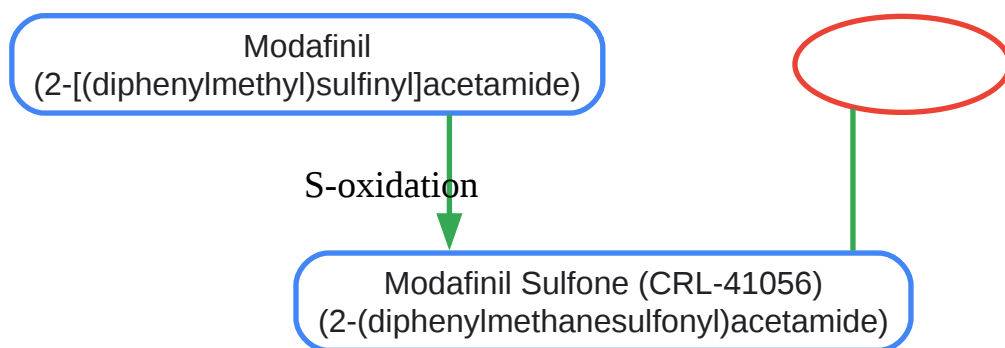 Modafinil
(2-[(diphenylmethyl)sulfinyl]acetamide)
S-oxidation
Modafinil Sulfone (CRL-41056)
(2-(diphenylmethanesulfonyl)acetamide)